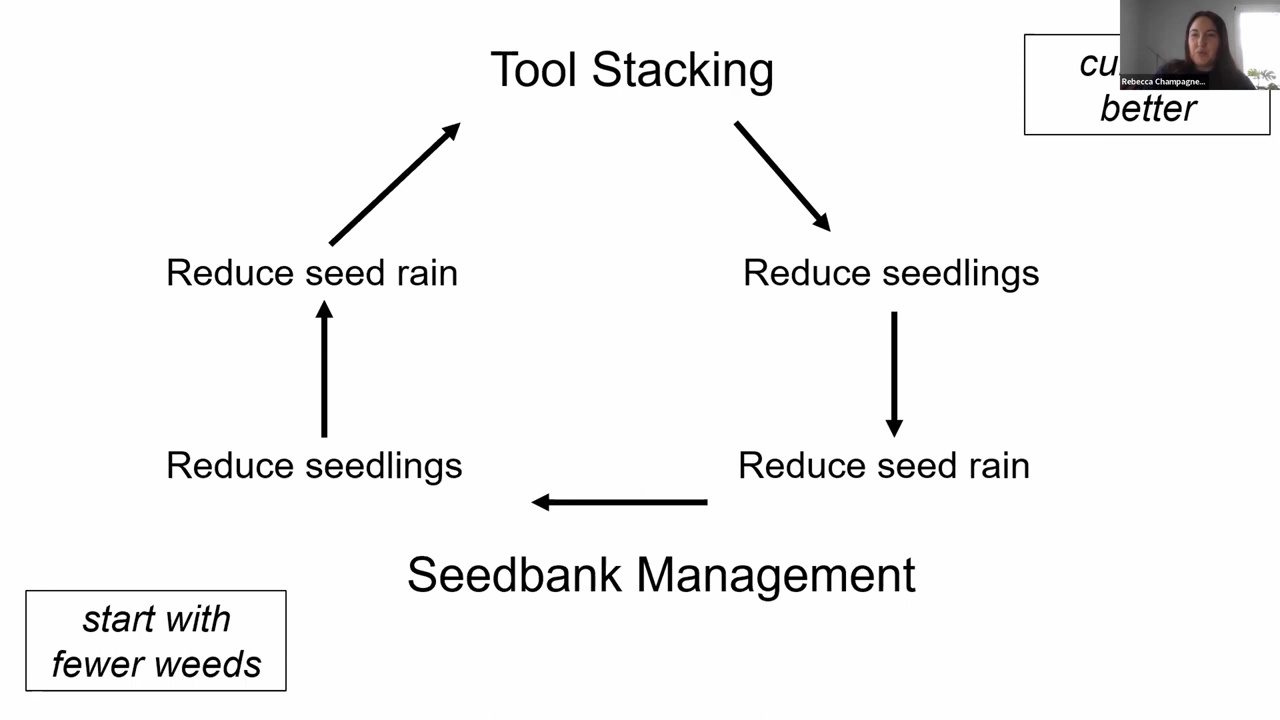 Tool Stacking
better
Rebecca Champagne...
Reduce seed rain
Reduce seedlings
Reduce seedlings
Reduce seed rain
Seedbank Management
start with
fewer weeds